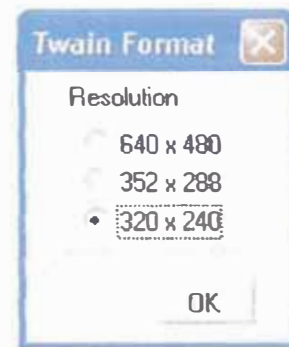 Twain Format
Resolution
640 x 480
352 x 288
320 x 240
OK